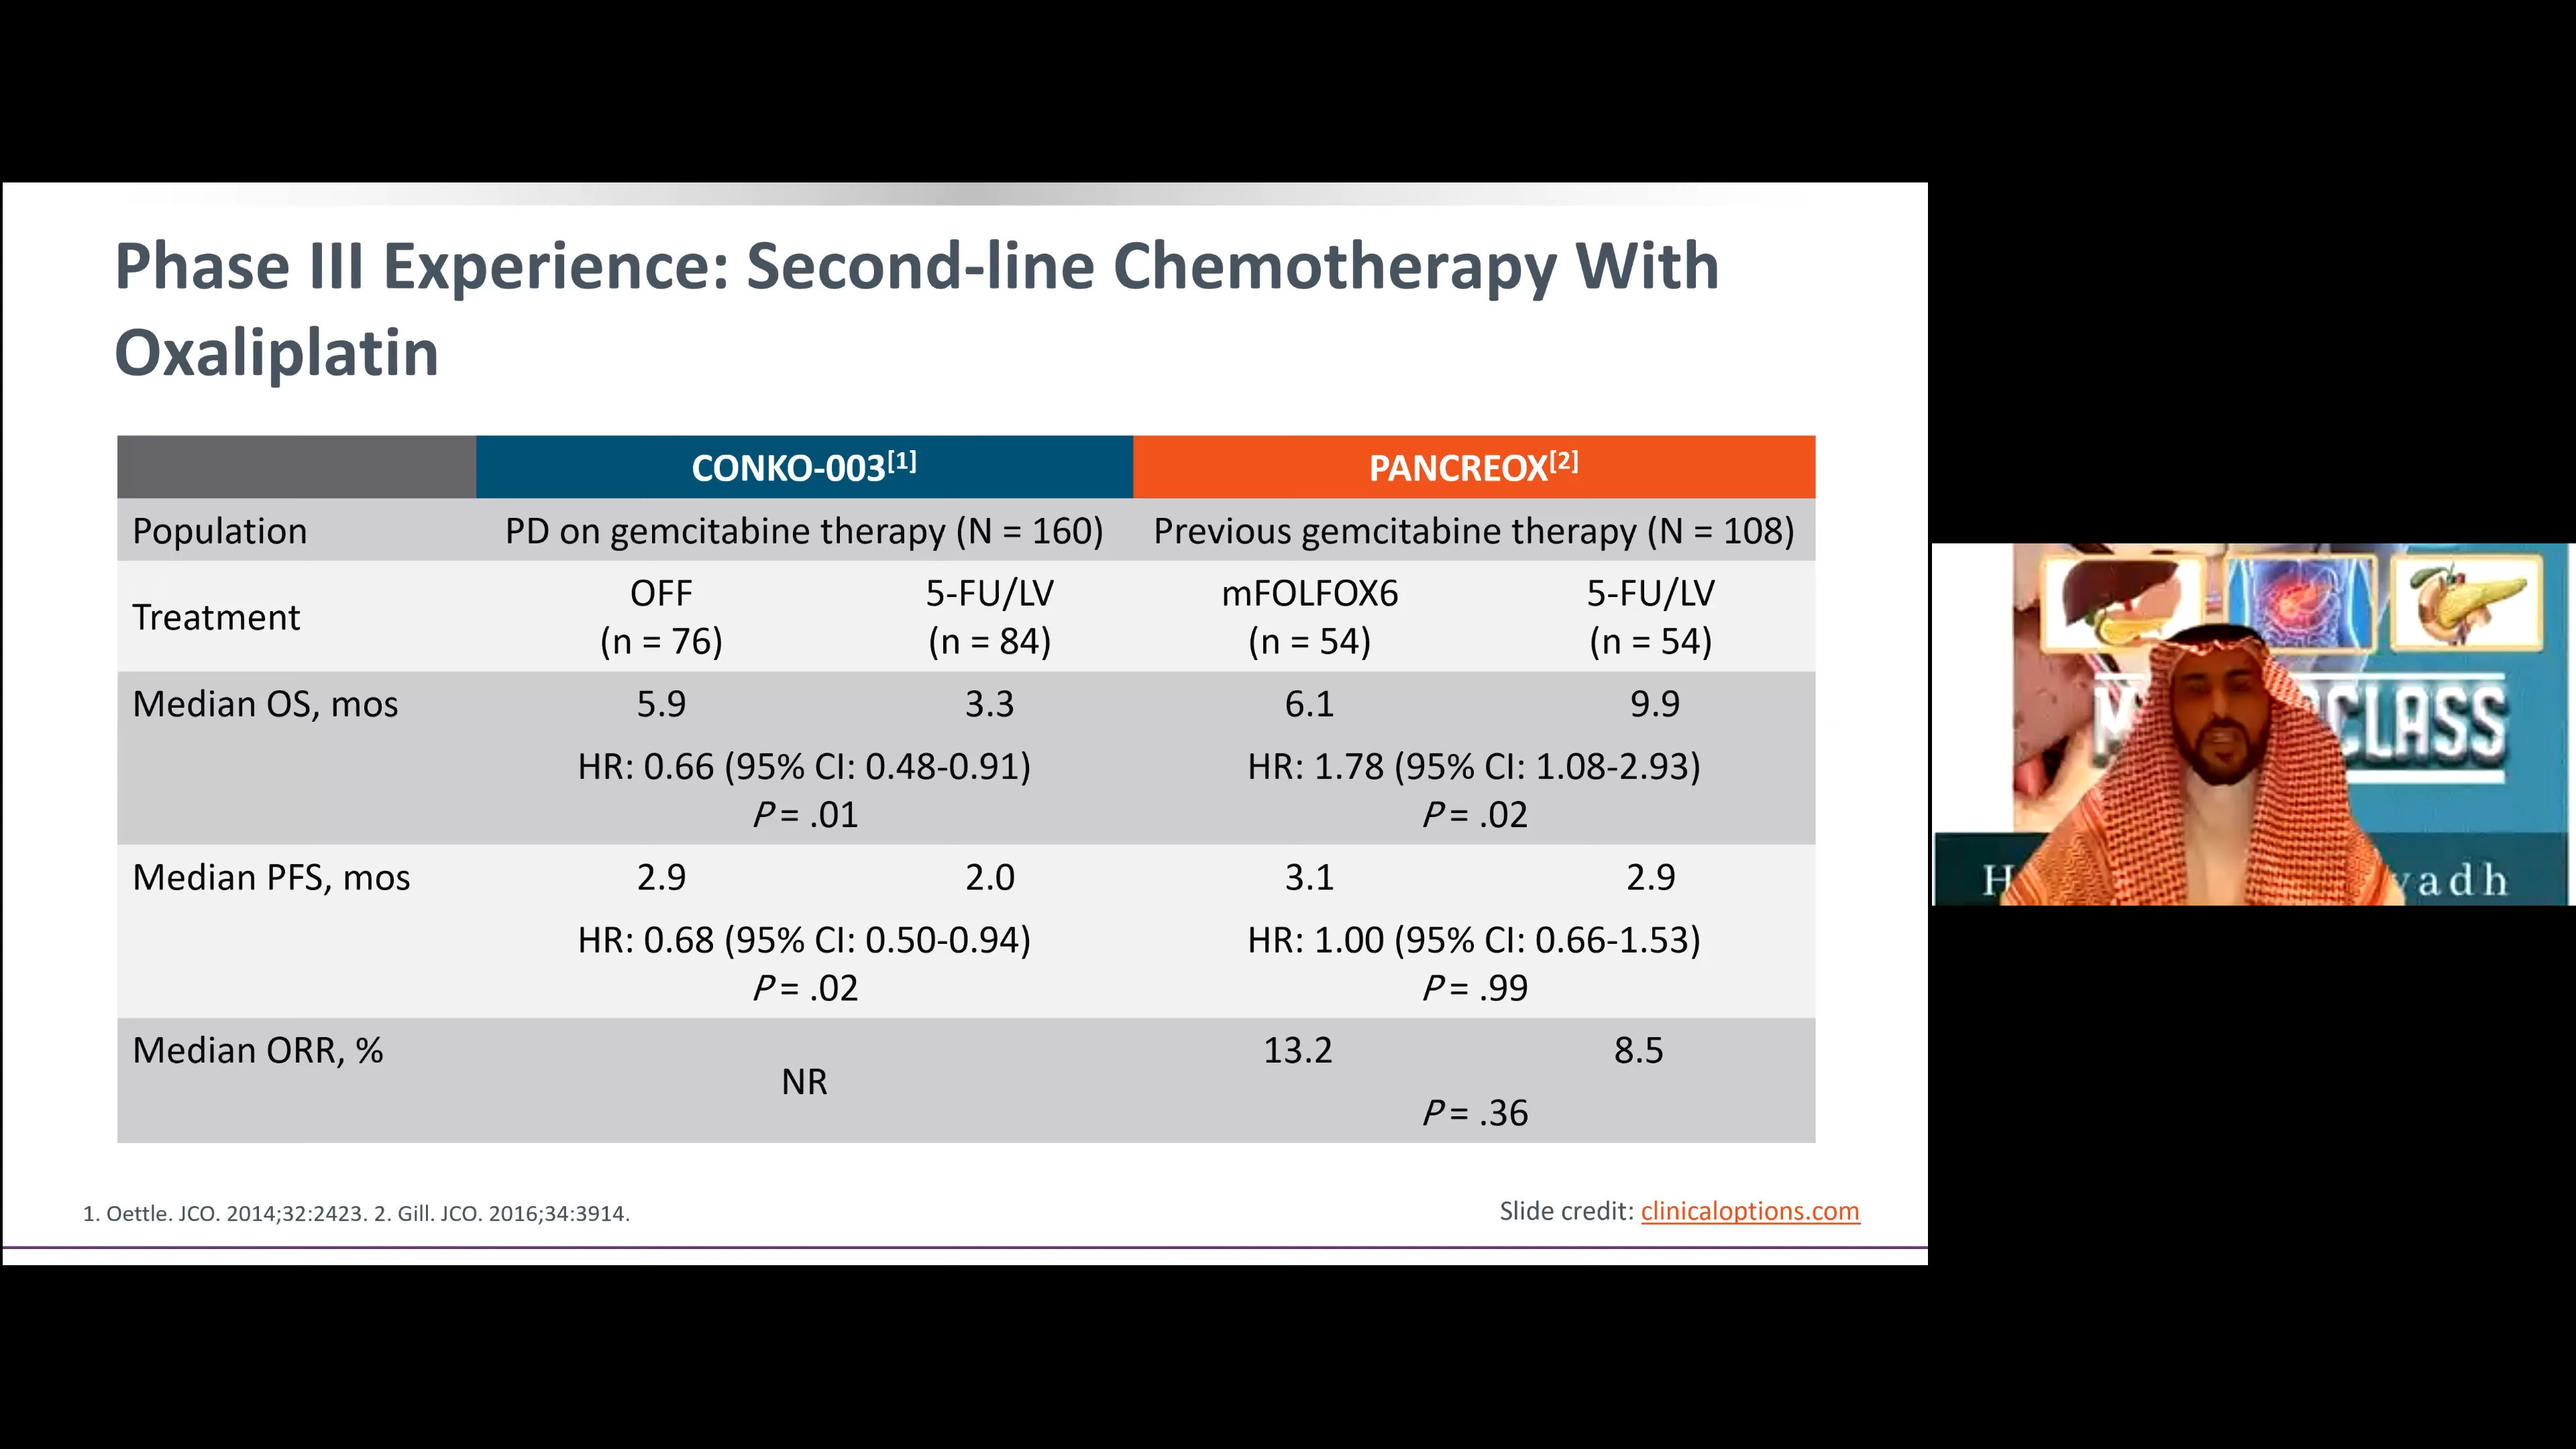 Phase III Experience: Second-line Chemotherapy With
Oxaliplatin
CONKO-003[1] PANCREOX[2]
Population PD on gemcitabine therapy (N = 160) Previous gemcitabine therapy (N = 108)
Treatment
OFF 5-FU/LV mFOLFOX6 5-FU/LV
(n = 76) (n = 84) (n = 54) (n = 54)
Median OS, mos 5.9 3.3 6.1 9.9
HR: 0.66 (95% CI: 0.48-0.91) HR: 1.78 (95% CI: 1.08-2.93)
P = .01 P = .02
Median PFS, mos 2.9 2.0 3.1 2.9
HR: 0.68 (95% CI: 0.50-0.94) HR: 1.00 (95% CI: 0.66-1.53)
P = .02 P = .99
Median ORR, % 13.2 8.5
NR
P = .36
1. Oettle. JCO. 2014;32:2423. 2. Gill. JCO. 2016;34:3914.
Slide credit: clinicaloptions.com